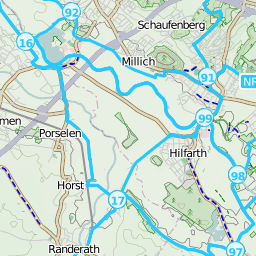 92
Schaufenberg
16
Millich
91
NR
99
men
Porselen
Hilfarth
98
Horst
17
Randerath
97